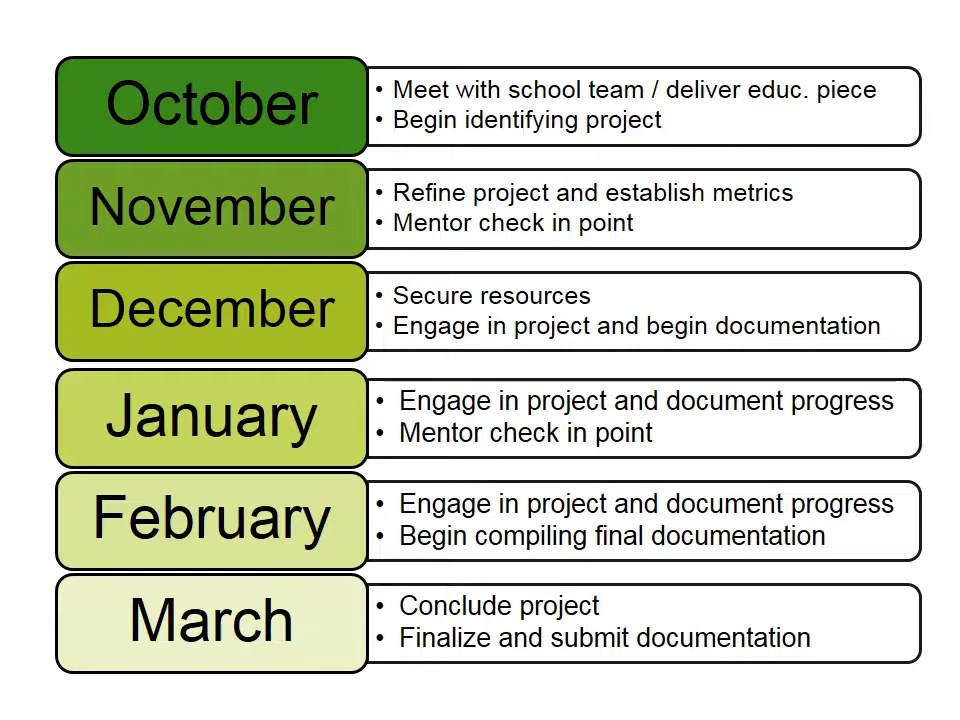 October
• Meet with school team / deliver educ. piece
• Begin identifying project
November
• Refine project and establish metrics
• Mentor check in point
December
• Secure resources
• Engage in project and begin documentation
January
• Engage in project and document progress
• Mentor check in point
February
• Engage in project and document progress
• Begin compiling final documentation
March
• Conclude project
• Finalize and submit documentation